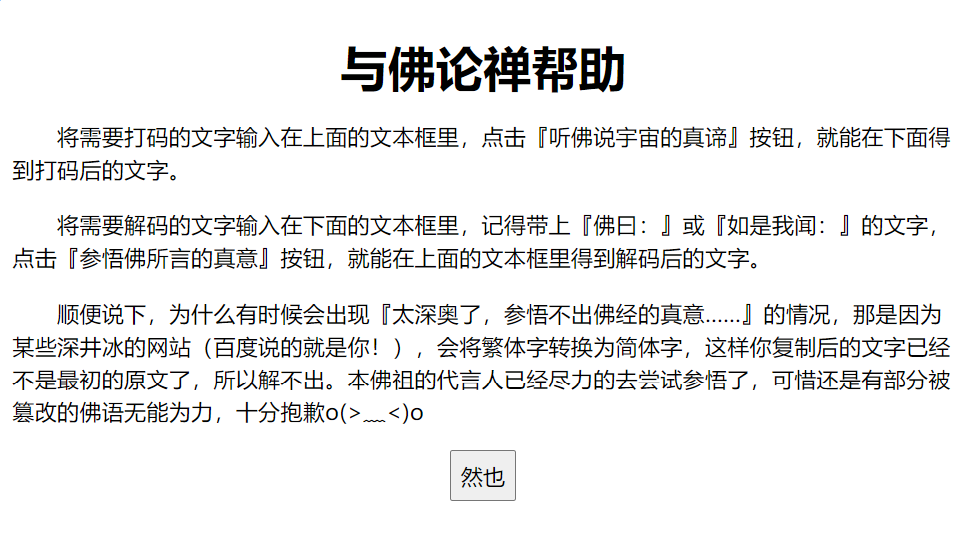 与佛论禅帮助
将需要打码的文字输入在上面的文本框里，点击『听佛说宇宙的真谛』按钮，就能在下面得
到打码后的文字。
将需要解码的文字输入在下面的文本框里，记得带上『佛曰：』或『如是我闻：』的文字，
点击『参悟佛所言的真意』按钮，就能在上面的文本框里得到解码后的文字。
顺便说下，为什么有时候会出现『太深奥了，参悟不出佛经的真意……』的情况，那是因为
某些深井冰的网站（百度说的就是你！），会将繁体字转换为简体字，这样你复制后的文字已经
不是最初的原文了，所以解不出。本佛祖的代言人已经尽力的去尝试参悟了，可惜还是有部分被
篡改的佛语无能为力，十分抱歉o(>﹏<)o
然也